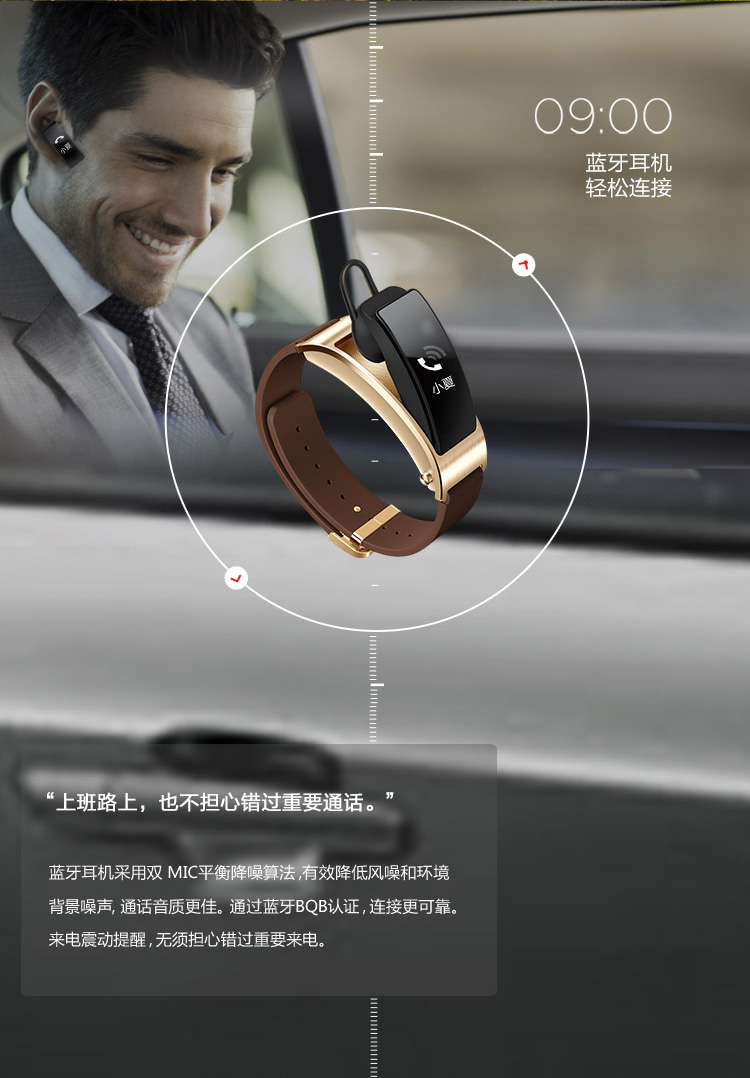 09:00
蓝牙耳机
轻松连接
小夏
小夏
“上班路上，也不担心错过重要通话。”
蓝牙耳机采用双 MIC平衡降噪算法,有效降低风噪和环境
背景噪声, 通话音质更佳。通过蓝牙BQB认证, 连接更可靠。
来电震动提醒, 无须担心错过重要来电。